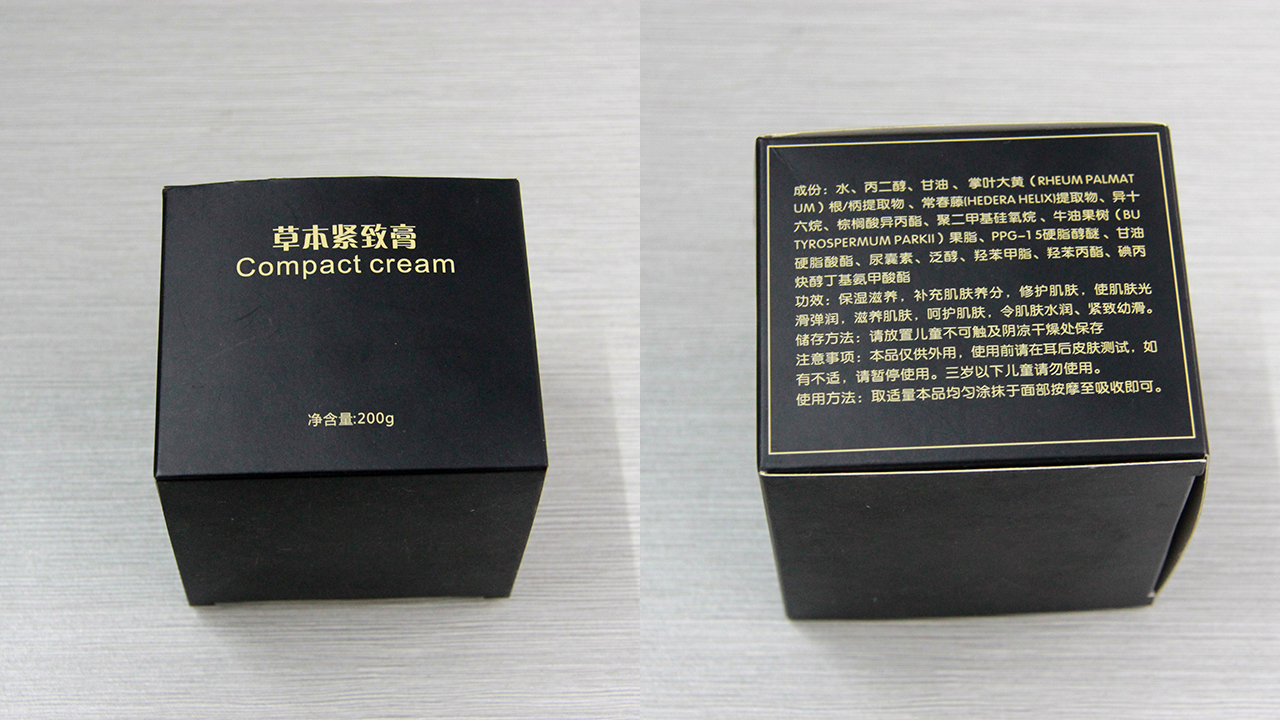 草本紧致膏
Compact cream
净含量:200g
成份：水、丙二醇、甘油、掌叶大黄（RHEUM PALMAT
UM）根/柄提取物、常春藤(HEDERA HELIX)提取物、异十
六烷、棕榈酸异丙酯、聚二甲基硅氧烷、牛油果树（BU
TYROSPERMUM PARKII）果脂、PPG-15硬脂醇醚、甘油
硬脂酸酯、尿囊素、泛醇、羟苯甲脂、羟苯丙酯、碘丙
炔醇丁基氨甲酸酯
功效：保湿滋养，补充肌肤养分，修护肌肤，使肌肤光
滑弹润，滋养肌肤，呵护肌肤，令肌肤水润、紧致幼滑。
储存方法：请放置儿童不可触及阴凉干燥处保存
注意事项：本品仅供外用，使用前请在耳后皮肤测试，如
有不适，请暂停使用。三岁以下儿童请勿使用。
使用方法：取适量本品均匀涂抹于面部按摩至吸收即可。